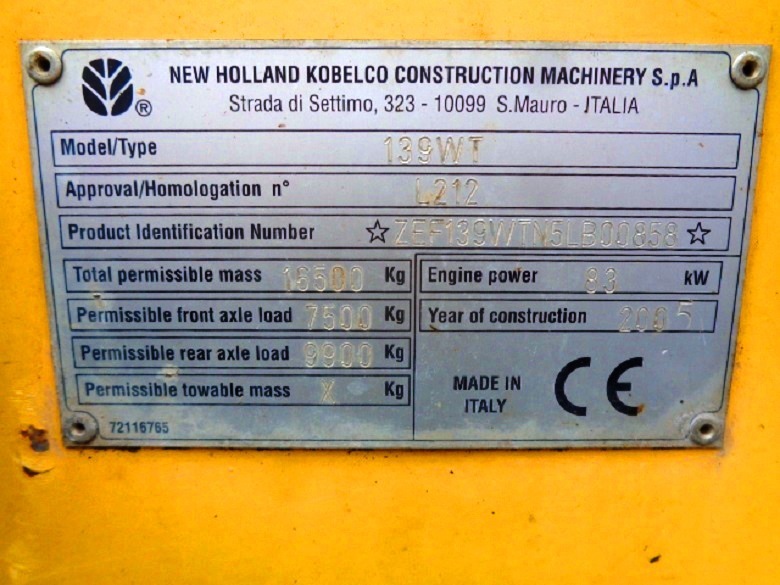 NEW HOLLAND KOBELCO CONSTRUCTION MACHINERY S.p.A
Strada di Settimo, 323 - 10099 S.Mauro - ITALIA
®
Model/Type 139WT
Approval/Homologation n° L212
Product Identification Number ☆ ZEF139WTN5LB00858 ☆
Total permissible mass 16500 Kg
Engine power 83 kW
Permissible front axle load 7500 Kg
Year of construction 2005
Permissible rear axle load 9900 Kg
Permissible towable mass X Kg
MADE IN
ITALY
CE
72116765